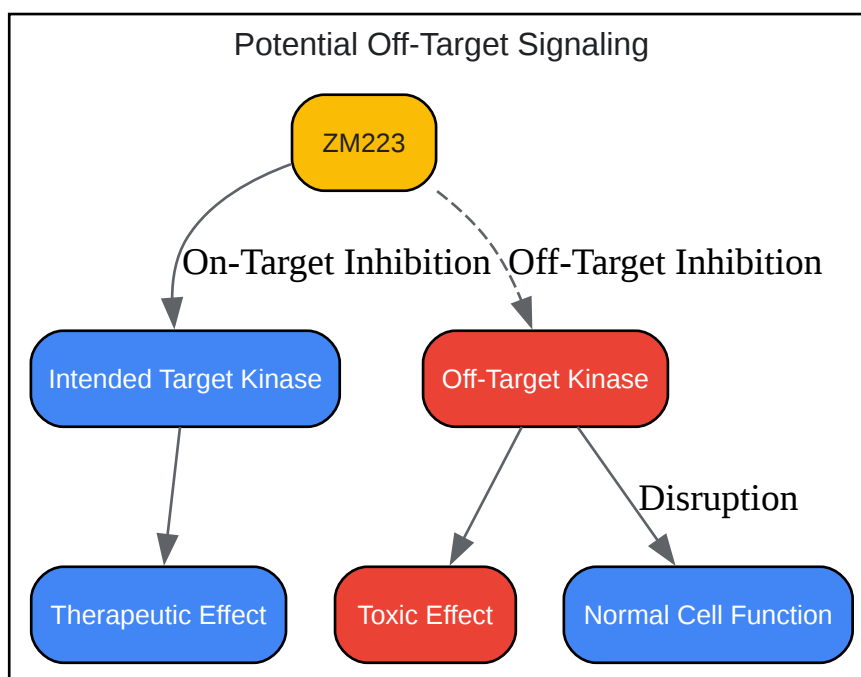 Potential Off-Target Signaling
ZM223
On-Target Inhibition
Off-Target Inhibition
Intended Target Kinase
Off-Target Kinase
Disruption
Therapeutic Effect
Toxic Effect
Normal Cell Function